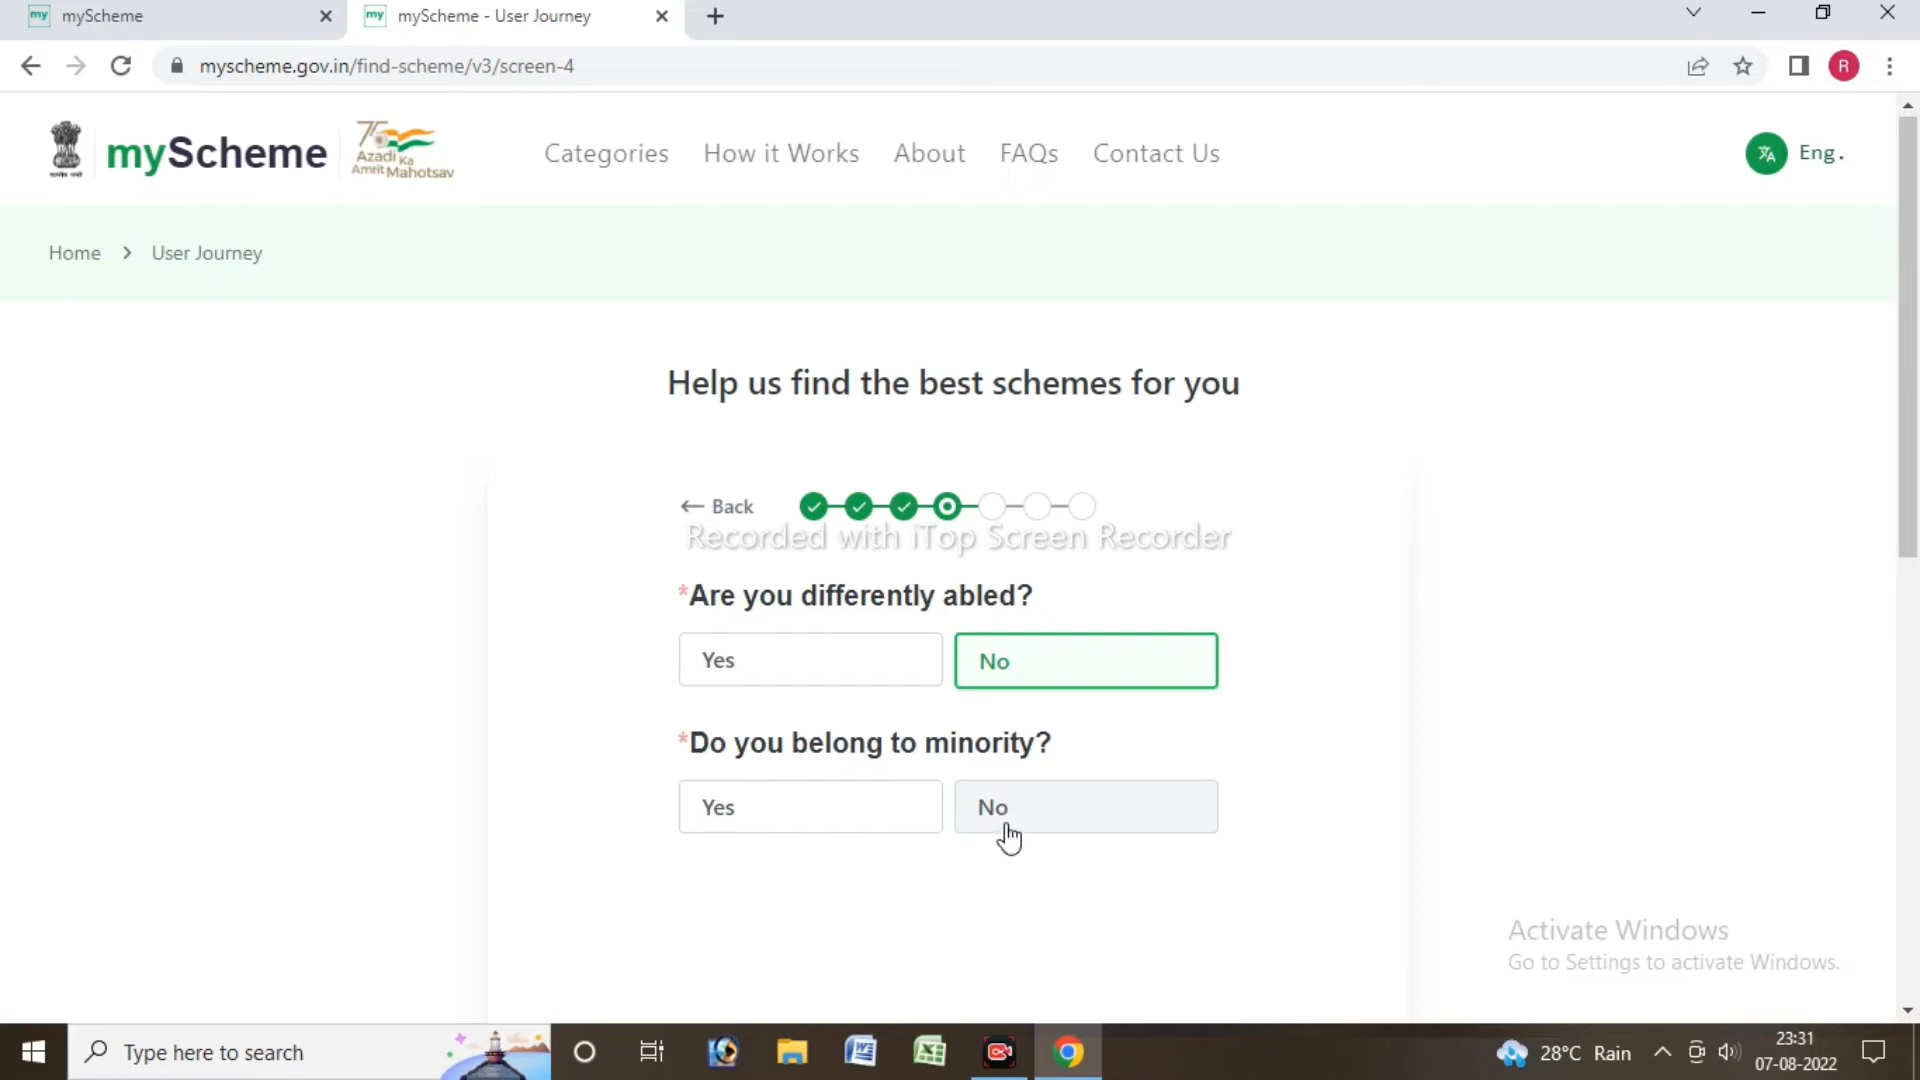 myScheme
myScheme - User Journey
myscheme.gov.in/find-scheme/v3/screen-4
R
myScheme
Azadi Ka
Amrit Mahotsav
Categories
How it Works
About
FAQs
Contact Us
Eng.
Home
User Journey
Help us find the best schemes for you
Back
Recorded with iTop Screen Recorder
*Are you differently abled?
Yes
No
*Do you belong to minority?
Yes
No
Activate Windows
Go to Settings to activate Windows.
Type here to search
28°C Rain
23:31
07-08-2022